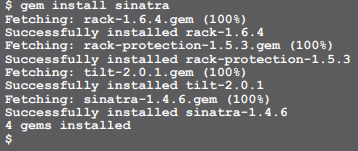 $ gem install sinatra
Fetching: rack-1.6.4.gem (100%)
Successfully installed rack-1.6.4
Fetching: rack-protection-1.5.3.gem (100%)
Successfully installed rack-protection-1.5.3
Fetching: tilt-2.0.1.gem (100%)
Successfully installed tilt-2.0.1
Fetching: sinatra-1.4.6.gem (100%)
Successfully installed sinatra-1.4.6
4 gems installed
$